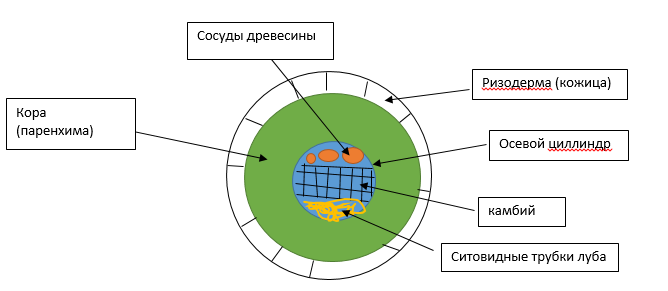 Сосуды древесины
Ризодерма (кожица)
Кора
(паренхима)
Осевой циллиндр
камбий
Ситовидные трубки луба